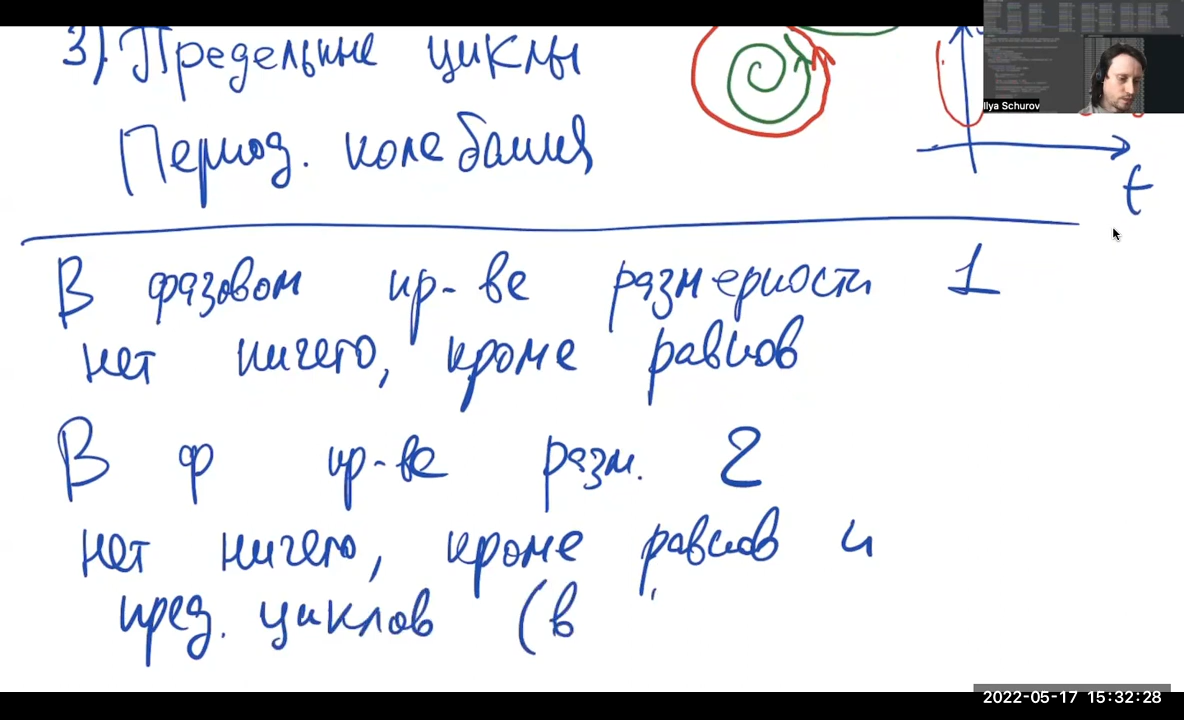 3) Предельные циклы
Ilya Schurov
Период. колебания
t
В фазовом пр-ве размерности 1
нет ничего, кроме равнов
В ф пр-ве разм. 2
нет ничего, кроме равнов и
пред. циклов (в
2022-05-17 15:32:28